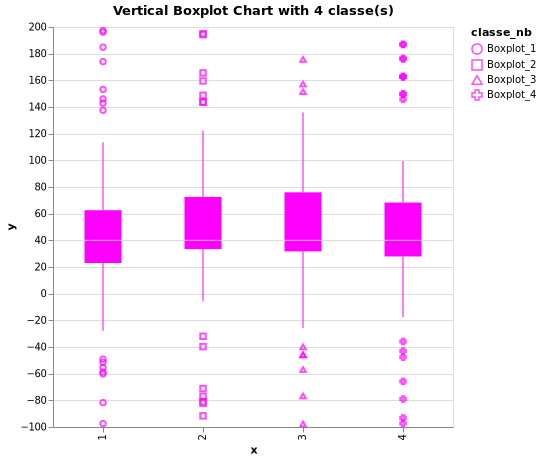 Vertical Boxplot Chart with 4 classe(s)
classe_nb
Boxplot_1
Boxplot_2
Boxplot_3
Boxplot_4
y
200
180
160
140
120
100
80
60
40
20
0
−20
−40
−60
−80
−100
1
2
3
4
x